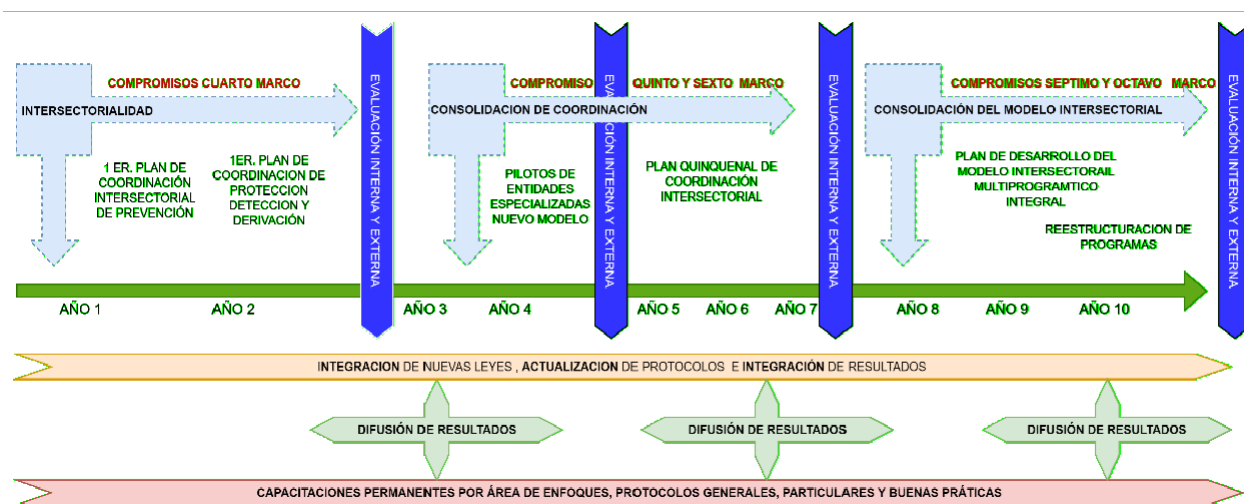 COMPROMISOS CUARTO MARCO
INTERSECTORIALIDAD
1 ER. PLAN DE
COORDINACIÓN
INTERSECTORIAL
DE PREVENCIÓN
1ER. PLAN DE
COORDINACION DE
PROTECCION
DETECCION Y
DERIVACIÓN
EVALUACIÓN INTERNA Y EXTERNA
COMPROMISO QUINTO Y SEXTO MARCO
CONSOLIDACION DE COORDINACIÓN
PILOTOS DE
ENTIDADES
ESPECIALIZADAS
NUEVO MODELO
EVALUACIÓN INTERNA Y EXTERNA
PLAN QUINQUENAL DE
COORDINACIÓN
INTERSECTORIAL
EVALUACIÓN INTERNA Y EXTERNA
COMPROMISOS SEPTIMO Y OCTAVO MARCO
CONSOLIDACIÓN DEL MODELO INTERSECTORIAL
PLAN DE DESARROLLO DEL
MODELO INTERSECTORAIL
MULTIPROGRAMTICO
INTEGRAL
REESTRUCTURACION DE
PROGRAMAS
EVALUACIÓN INTERNA Y EXTERNA
AÑO 1
AÑO 2
AÑO 3
AÑO 4
AÑO 5
AÑO 6
AÑO 7
AÑO 8
AÑO 9
AÑO 10
INTEGRACION DE NUEVAS LEYES , ACTUALIZACION DE PROTOCOLOS E INTEGRACIÓN DE RESULTADOS
DIFUSIÓN DE RESULTADOS
DIFUSIÓN DE RESULTADOS
DIFUSIÓN DE RESULTADOS
CAPACITACIONES PERMANENTES POR ÁREA DE ENFOQUES, PROTOCOLOS GENERALES, PARTICULARES Y BUENAS PRÁTICAS